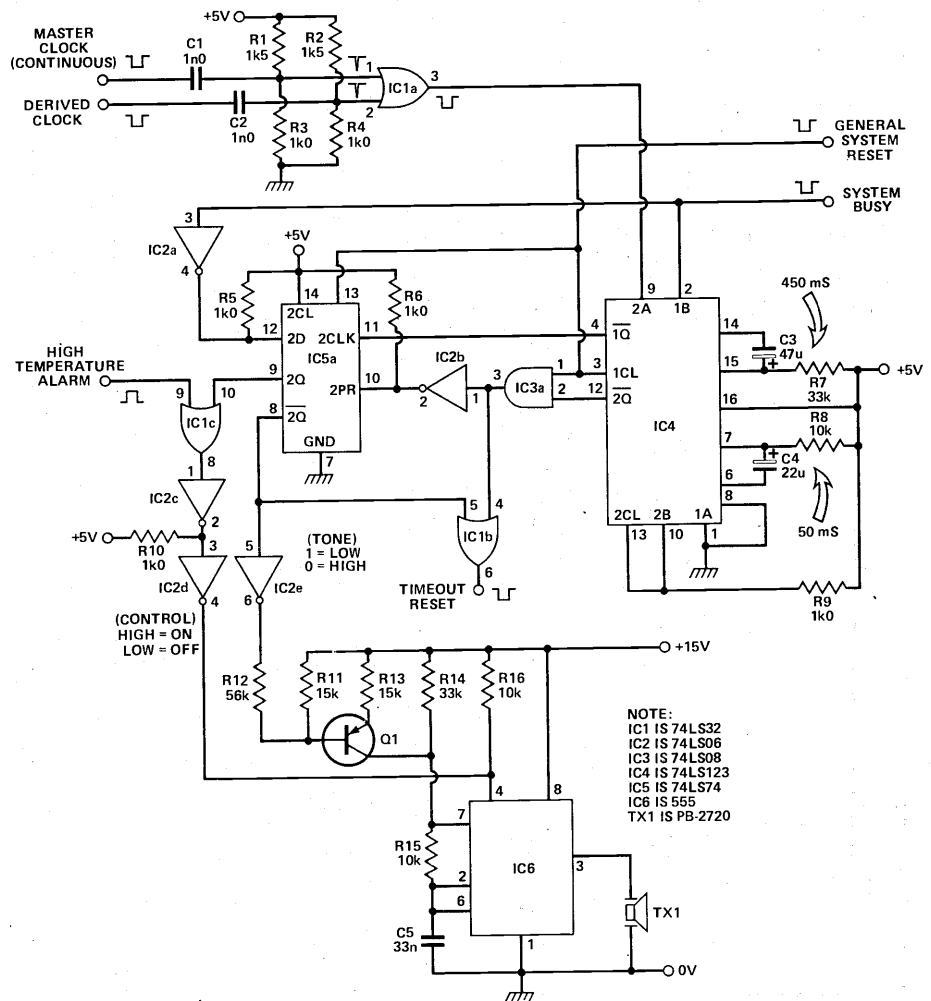 +5V
MASTER
CLOCK
(CONTINUOUS)
C1
1n0
R1
1k5
R2
1k5
1
IC1a
3
2
DERIVED
CLOCK
C2
1n0
R3
1k0
R4
1k0
GENERAL
SYSTEM
RESET
SYSTEM
BUSY
3
IC2a
4
+5V
R5
1k0
14
13
R6
1k0
2CL
12
2D
2CLK
11
IC5a
9
2Q
2PR
10
8
2Q
GND
7
IC2b
2
1
3
IC3a
1
2
9
2A
2
1B
4
1Q
3
1CL
12
2Q
IC4
14
15
16
7
6
8
2CL
2B
1A
13
10
1
450 mS
C3
47u
R7
33k
+5V
R8
10k
C4
22u
50 mS
R9
1k0
HIGH
TEMPERATURE
ALARM
9
10
IC1c
8
1
IC2c
2
+5V
R10
1k0
3
IC2d
4
5
IC2e
6
(TONE)
1 = LOW
0 = HIGH
5
4
IC1b
6
TIMEOUT
RESET
(CONTROL)
HIGH = ON
LOW = OFF
R12
56k
R11
15k
R13
15k
R14
33k
R16
10k
+15V
Q1
4
8
7
R15
10k
2
6
IC6
3
1
C5
33n
TX1
0V
NOTE:
IC1 IS 74LS32
IC2 IS 74LS06
IC3 IS 74LS08
IC4 IS 74LS123
IC5 IS 74LS74
IC6 IS 555
TX1 IS PB-2720